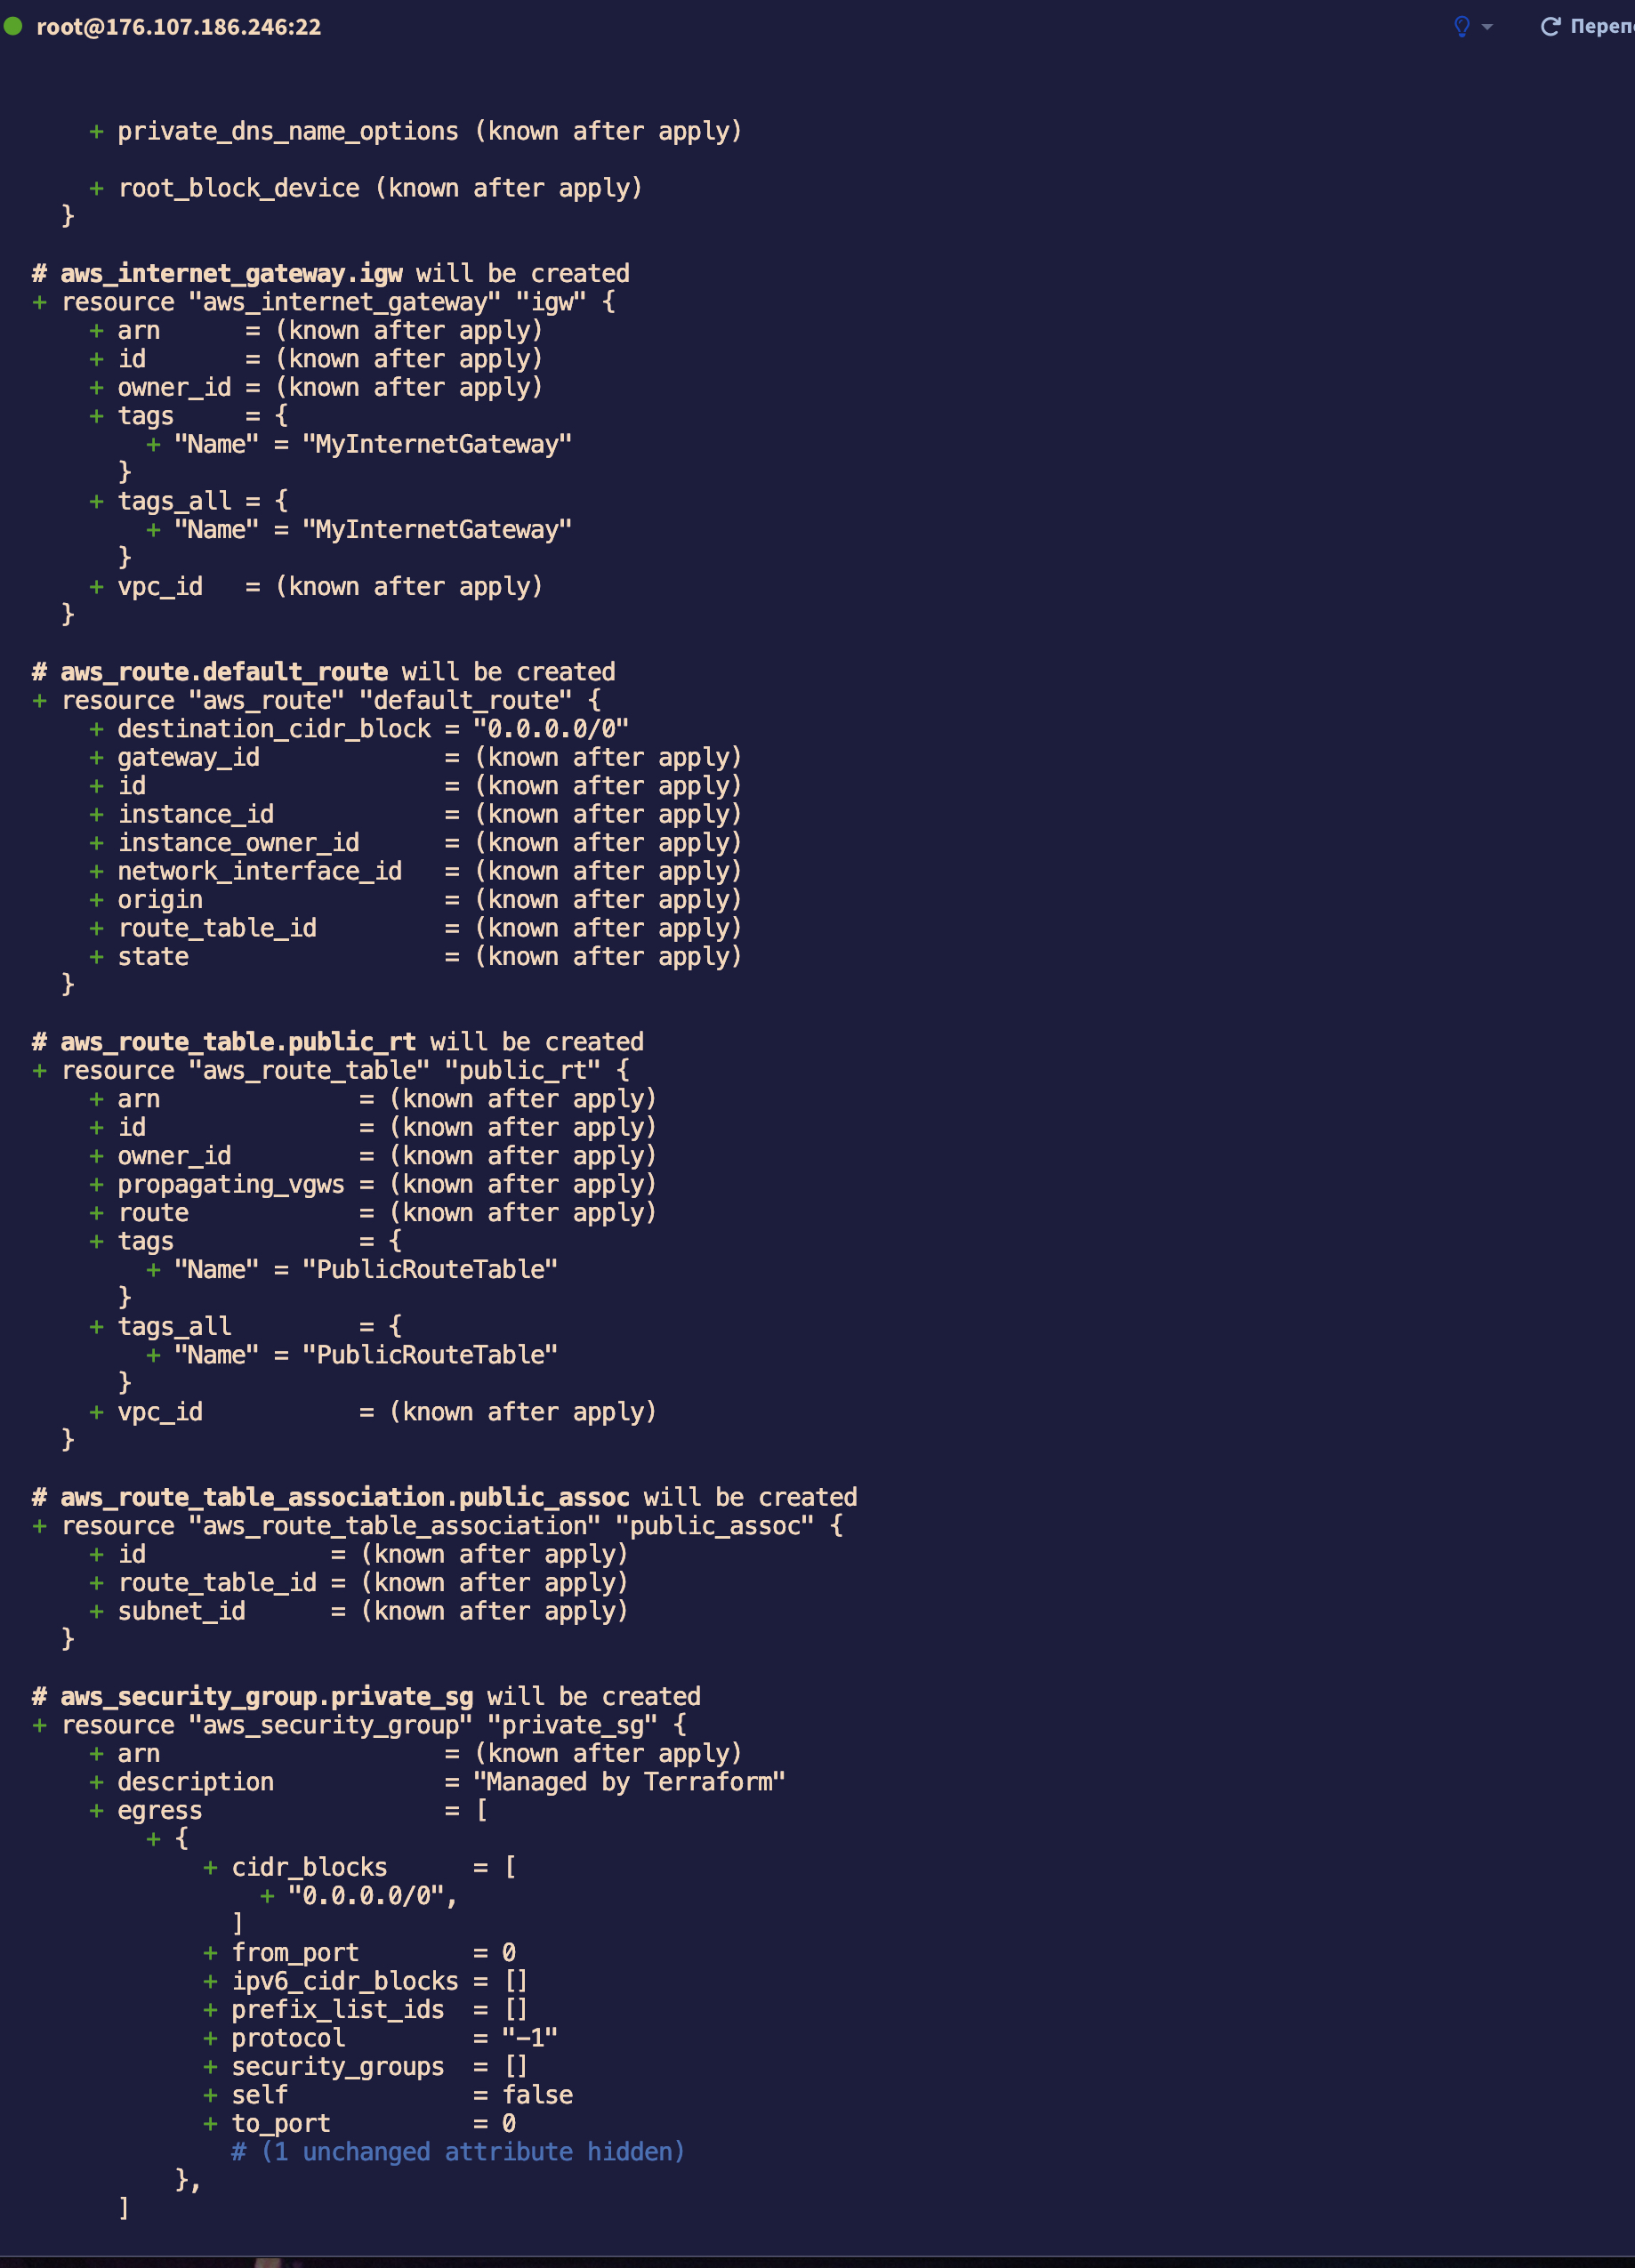 root@176.107.186.246:22
+ private_dns_name_options (known after apply)
+ root_block_device (known after apply)
}
# aws_internet_gateway.igw will be created
+ resource "aws_internet_gateway" "igw" {
+ arn = (known after apply)
+ id = (known after apply)
+ owner_id = (known after apply)
+ tags = {
+ "Name" = "MyInternetGateway"
}
+ tags_all = {
+ "Name" = "MyInternetGateway"
}
+ vpc_id = (known after apply)
}
# aws_route.default_route will be created
+ resource "aws_route" "default_route" {
+ destination_cidr_block = "0.0.0.0/0"
+ gateway_id = (known after apply)
+ id = (known after apply)
+ instance_id = (known after apply)
+ instance_owner_id = (known after apply)
+ network_interface_id = (known after apply)
+ origin = (known after apply)
+ route_table_id = (known after apply)
+ state = (known after apply)
}
# aws_route_table.public_rt will be created
+ resource "aws_route_table" "public_rt" {
+ arn = (known after apply)
+ id = (known after apply)
+ owner_id = (known after apply)
+ propagating_vgws = (known after apply)
+ route = (known after apply)
+ tags = {
+ "Name" = "PublicRouteTable"
}
+ tags_all = {
+ "Name" = "PublicRouteTable"
}
+ vpc_id = (known after apply)
}
# aws_route_table_association.public_assoc will be created
+ resource "aws_route_table_association" "public_assoc" {
+ id = (known after apply)
+ route_table_id = (known after apply)
+ subnet_id = (known after apply)
}
# aws_security_group.private_sg will be created
+ resource "aws_security_group" "private_sg" {
+ arn = (known after apply)
+ description = "Managed by Terraform"
+ egress = [
+ {
+ cidr_blocks = [
+ "0.0.0.0/0",
]
+ from_port = 0
+ ipv6_cidr_blocks = []
+ prefix_list_ids = []
+ protocol = "-1"
+ security_groups = []
+ self = false
+ to_port = 0
# (1 unchanged attribute hidden)
},
]